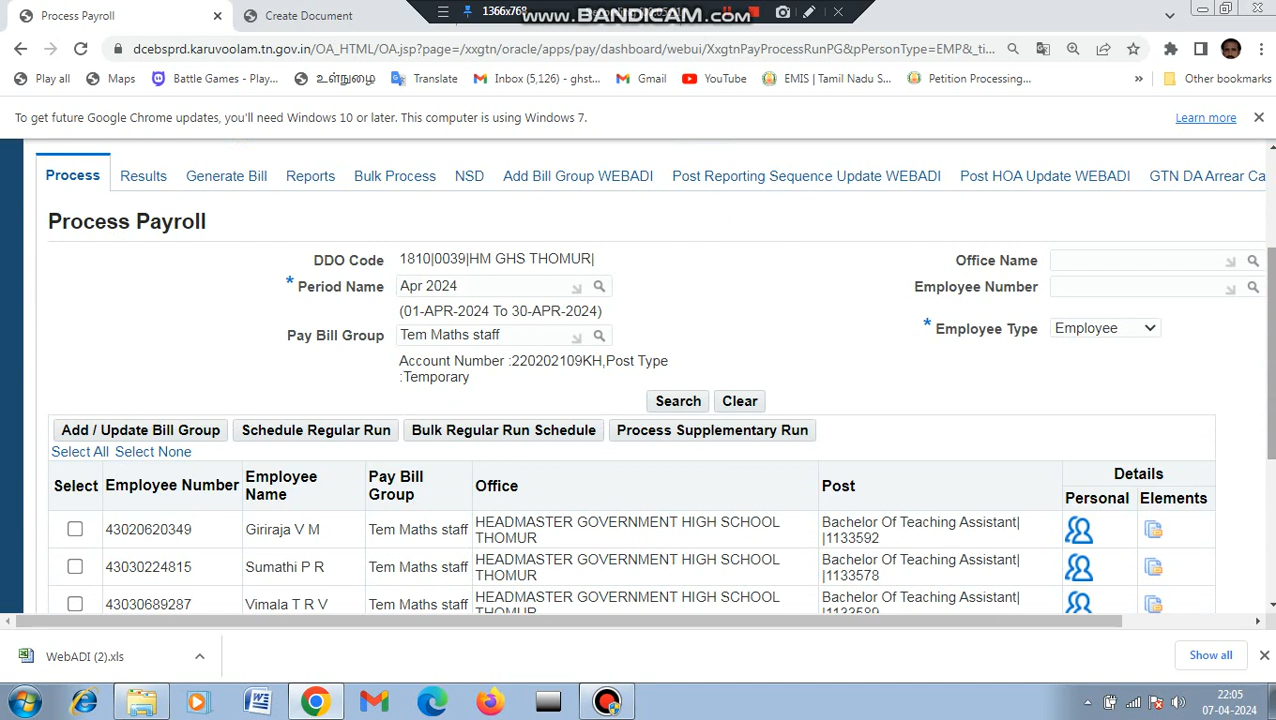 Process Payroll
Create Document
1366x768
www.BANDICAM.com
dcebsprd.karuvoolam.tn.gov.in/OA_HTML/OA.jsp?page=/xxgtn/oracle/apps/pay/dashboard/webui/XxgtnPayProcessRunPG&pPersonType=EMP&_ti...
Play all
Maps
Battle Games - Play...
உள்நுழை
Translate
Inbox (5,126) - ghst...
Gmail
YouTube
EMIS | Tamil Nadu S...
Petition Processing...
»
Other bookmarks
To get future Google Chrome updates, you'll need Windows 10 or later. This computer is using Windows 7.
Learn more
Process
Results
Generate Bill
Reports
Bulk Process
NSD
Add Bill Group WEBADI
Post Reporting Sequence Update WEBADI
Post HOA Update WEBADI
GTN DA Arrear Ca
Process Payroll
DDO Code 1810|0039|HM GHS THOMUR|
Office Name
* Period Name Apr 2024
Employee Number
(01-APR-2024 To 30-APR-2024)
Pay Bill Group Tem Maths staff
* Employee Type Employee
Account Number :220202109KH,Post Type
:Temporary
Search Clear
Add / Update Bill Group Schedule Regular Run Bulk Regular Run Schedule Process Supplementary Run
Select All Select None
Select Employee Number Employee Name Pay Bill Group Office Post Details
Personal Elements
43020620349 Giriraja V M Tem Maths staff HEADMASTER GOVERNMENT HIGH SCHOOL THOMUR Bachelor Of Teaching Assistant| |1133592
43030224815 Sumathi P R Tem Maths staff HEADMASTER GOVERNMENT HIGH SCHOOL THOMUR Bachelor Of Teaching Assistant| |1133578
43030689287 Vimala T R V Tem Maths staff HEADMASTER GOVERNMENT HIGH SCHOOL THOMUR Bachelor Of Teaching Assistant| |1133589
WebADI (2).xls
Show all
22:05
07-04-2024